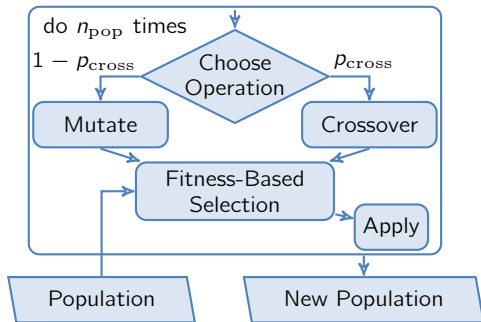 do n_pop times
1 − p_cross
p_cross
Choose
Operation
Mutate
Crossover
Fitness-Based
Selection
Apply
Population
New Population